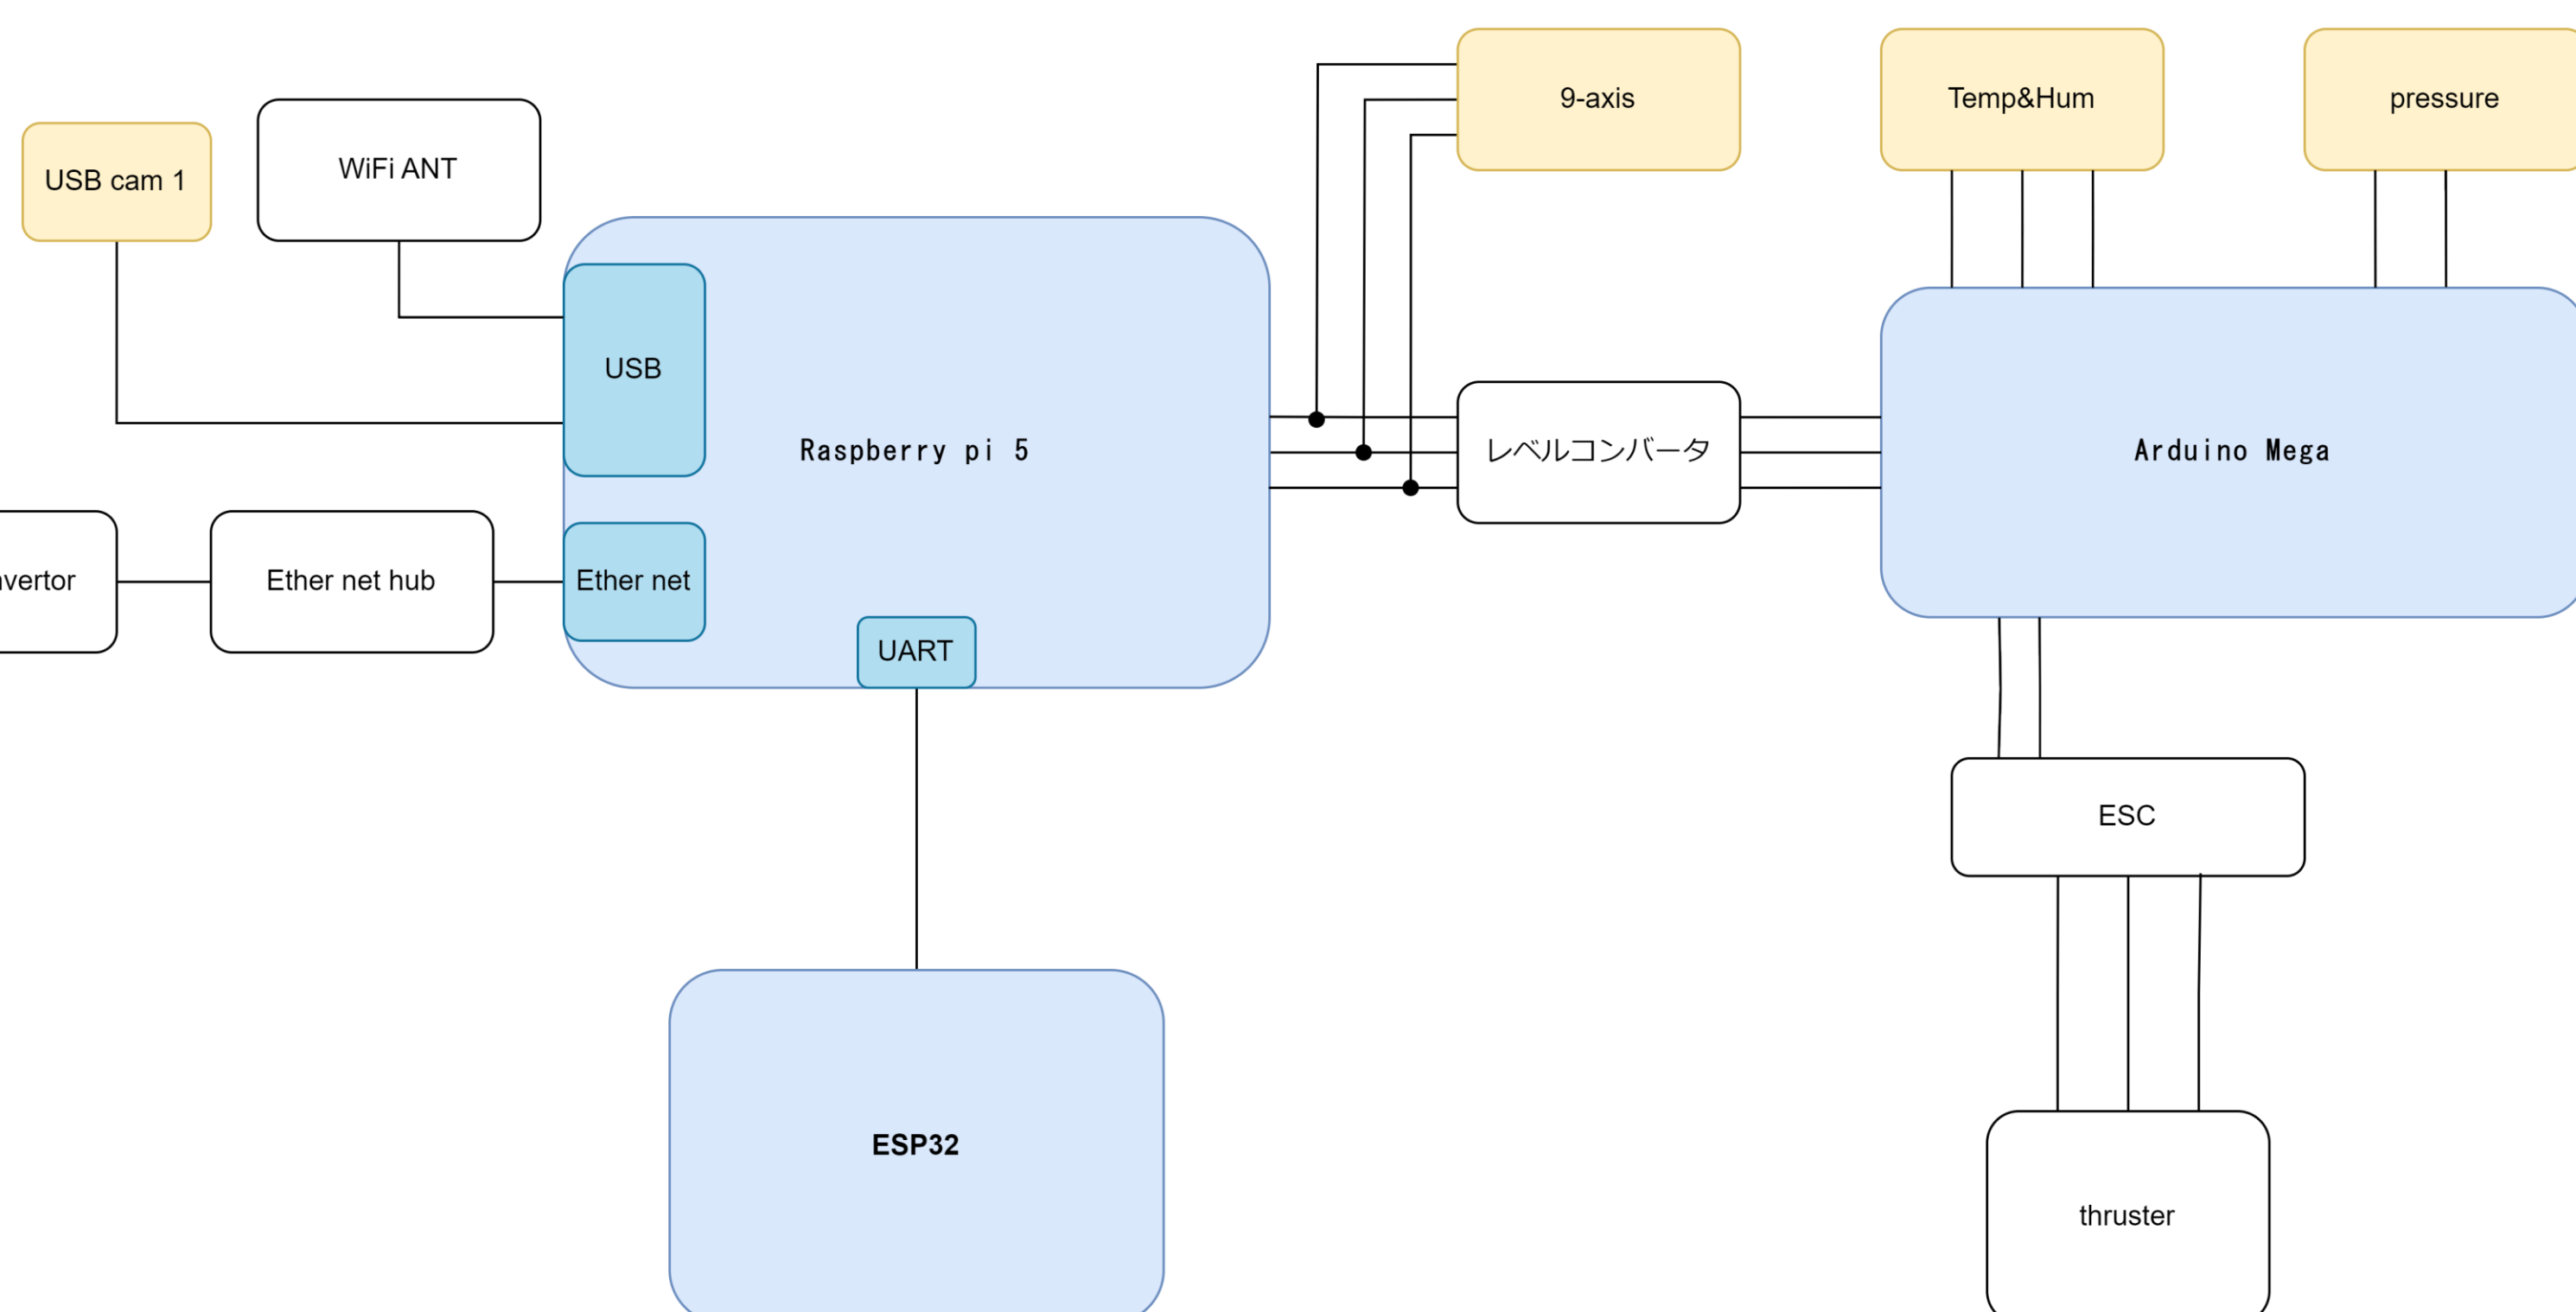 9-axis
Temp&Hum
pressure
WiFi ANT
USB cam 1
USB
Raspberry pi 5
レベルコンバータ
Arduino Mega
nvertor
Ether net hub
Ether net
UART
ESC
ESP32
thruster